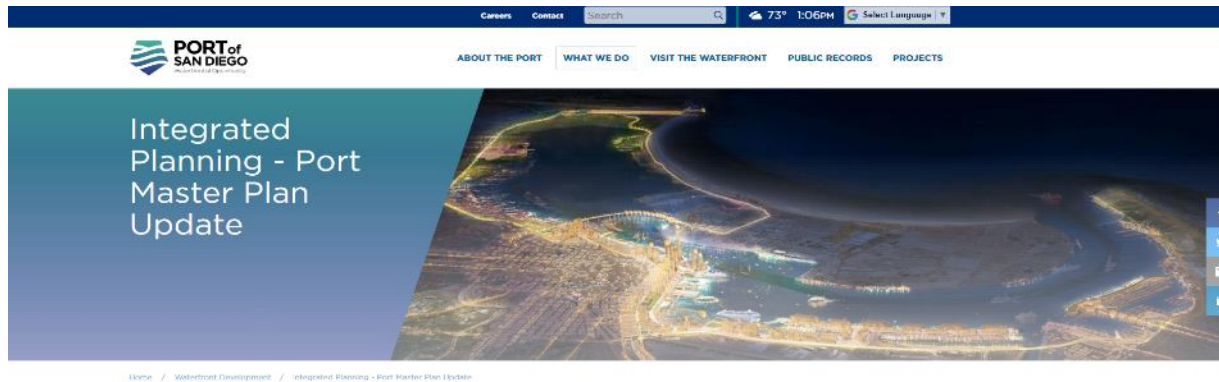 Careers Contact Search 73° 1:06PM Select Language
PORT of
SAN DIEGO
ABOUT THE PORT WHAT WE DO VISIT THE WATERFRONT PUBLIC RECORDS PROJECTS
Integrated
Planning - Port
Master Plan
Update
Home / Waterfront Development / Integrated Planning - Port Master Plan Update